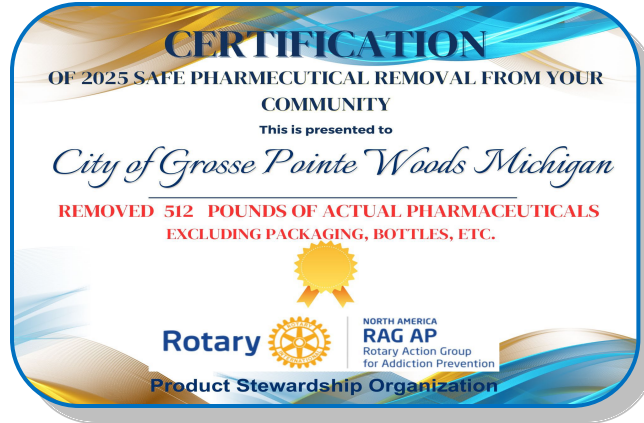 CERTIFICATION
OF 2025 SAFE PHARMECUTICAL REMOVAL FROM YOUR
COMMUNITY
This is presented to
City of Grosse Pointe Woods Michigan
REMOVED 512 POUNDS OF ACTUAL PHARMACEUTICALS
EXCLUDING PACKAGING, BOTTLES, ETC.
Rotary
ROTARY
INTERNATIONAL
NORTH AMERICA
RAG AP
Rotary Action Group
for Addiction Prevention
Product Stewardship Organization